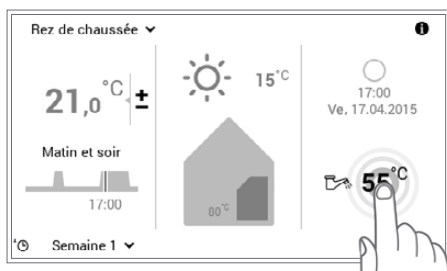 Rez de chaussée
21,0 °C ±
Matin et soir
17:00
Semaine 1
15°C
80°C
17:00
Ve, 17.04.2015
55°C